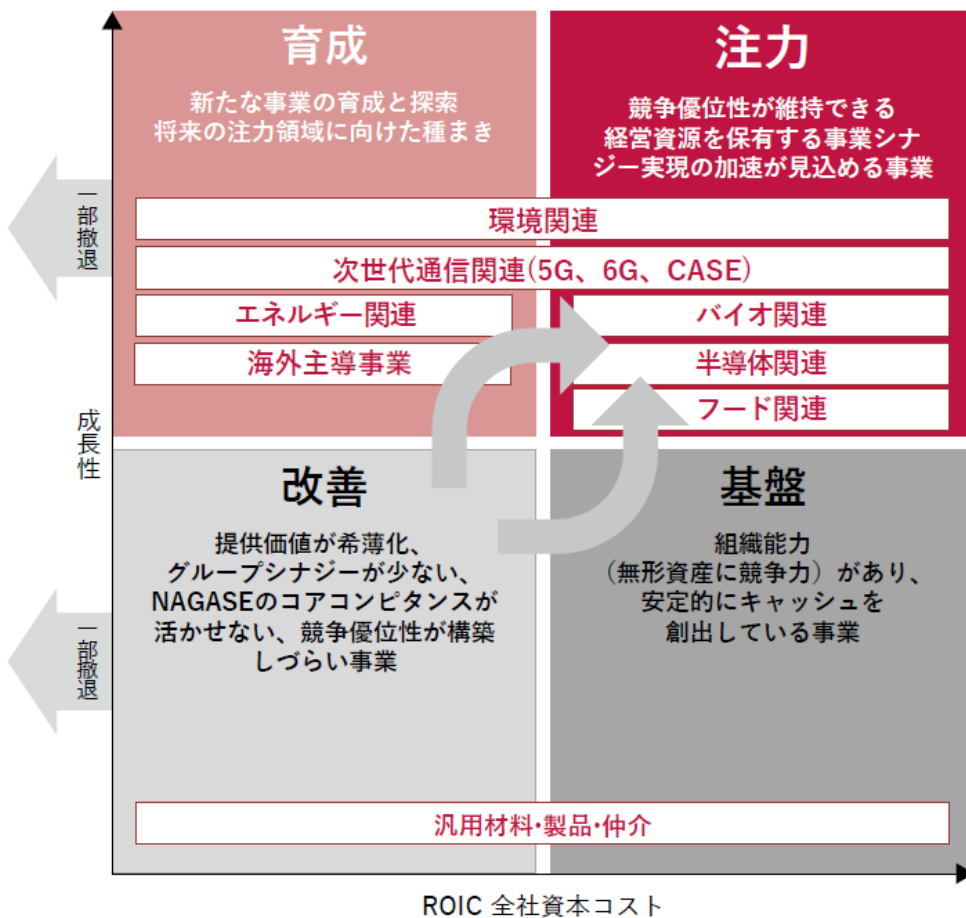 育成
新たな事業の育成と探索
将来の注力領域に向けた種まき
注力
競争優位性が維持できる
経営資源を保有する事業シナ
ジー実現の加速が見込める事業
一部撤退
環境関連
次世代通信関連(5G、6G、CASE)
エネルギー関連
バイオ関連
海外主導事業
半導体関連
フード関連
成長性
改善
提供価値が希薄化、
グループシナジーが少ない、
NAGASEのコアコンピタンスが
活かせない、競争優位性が構築
しづらい事業
基盤
組織能力
（無形資産に競争力）があり、
安定的にキャッシュを
創出している事業
一部撤退
汎用材料・製品・仲介
ROIC 全社資本コスト